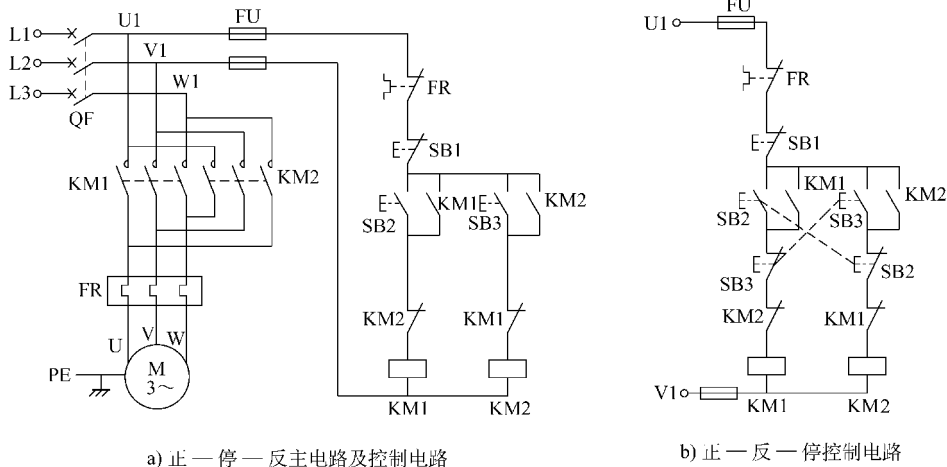 U1
FU
L1
V1
L2
W1
L3
QF
FR
SB1
KM1
KM2
SB2
KM1
SB3
KM2
FR
KM2
KM1
U
V
W
PE
M
3～
KM1
KM2
a) 正 — 停 — 反主电路及控制电路
FU
U1
FR
SB1
KM1
KM2
SB2
SB3
SB3
SB2
KM2
KM1
V1
KM1
KM2
b) 正 — 反 — 停控制电路